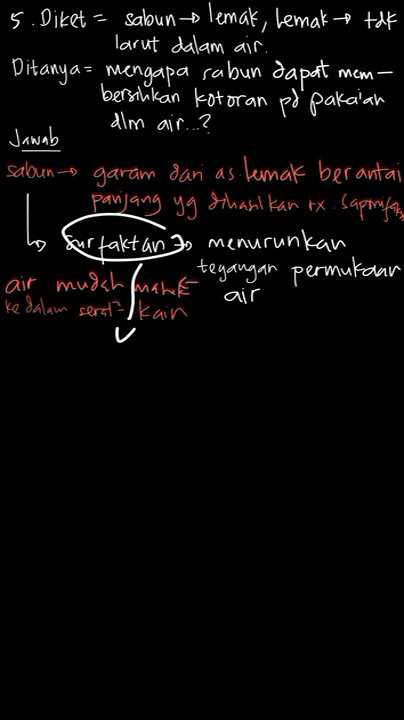 5. Diket = sabun → lemak, lemak → tdk
larut dalam air.
Ditanya = mengapa sabun dapat mem-
bersihkan kotoran pd pakaian
dlm air...?
Jawab
sabun → garam dari as. lemak berantai
panjang yg dihasilkan rx. saponifikasi
↳ surfaktan → menurunkan
tegangan permukaan
air
air mudah masuk
ke dalam serat² kain